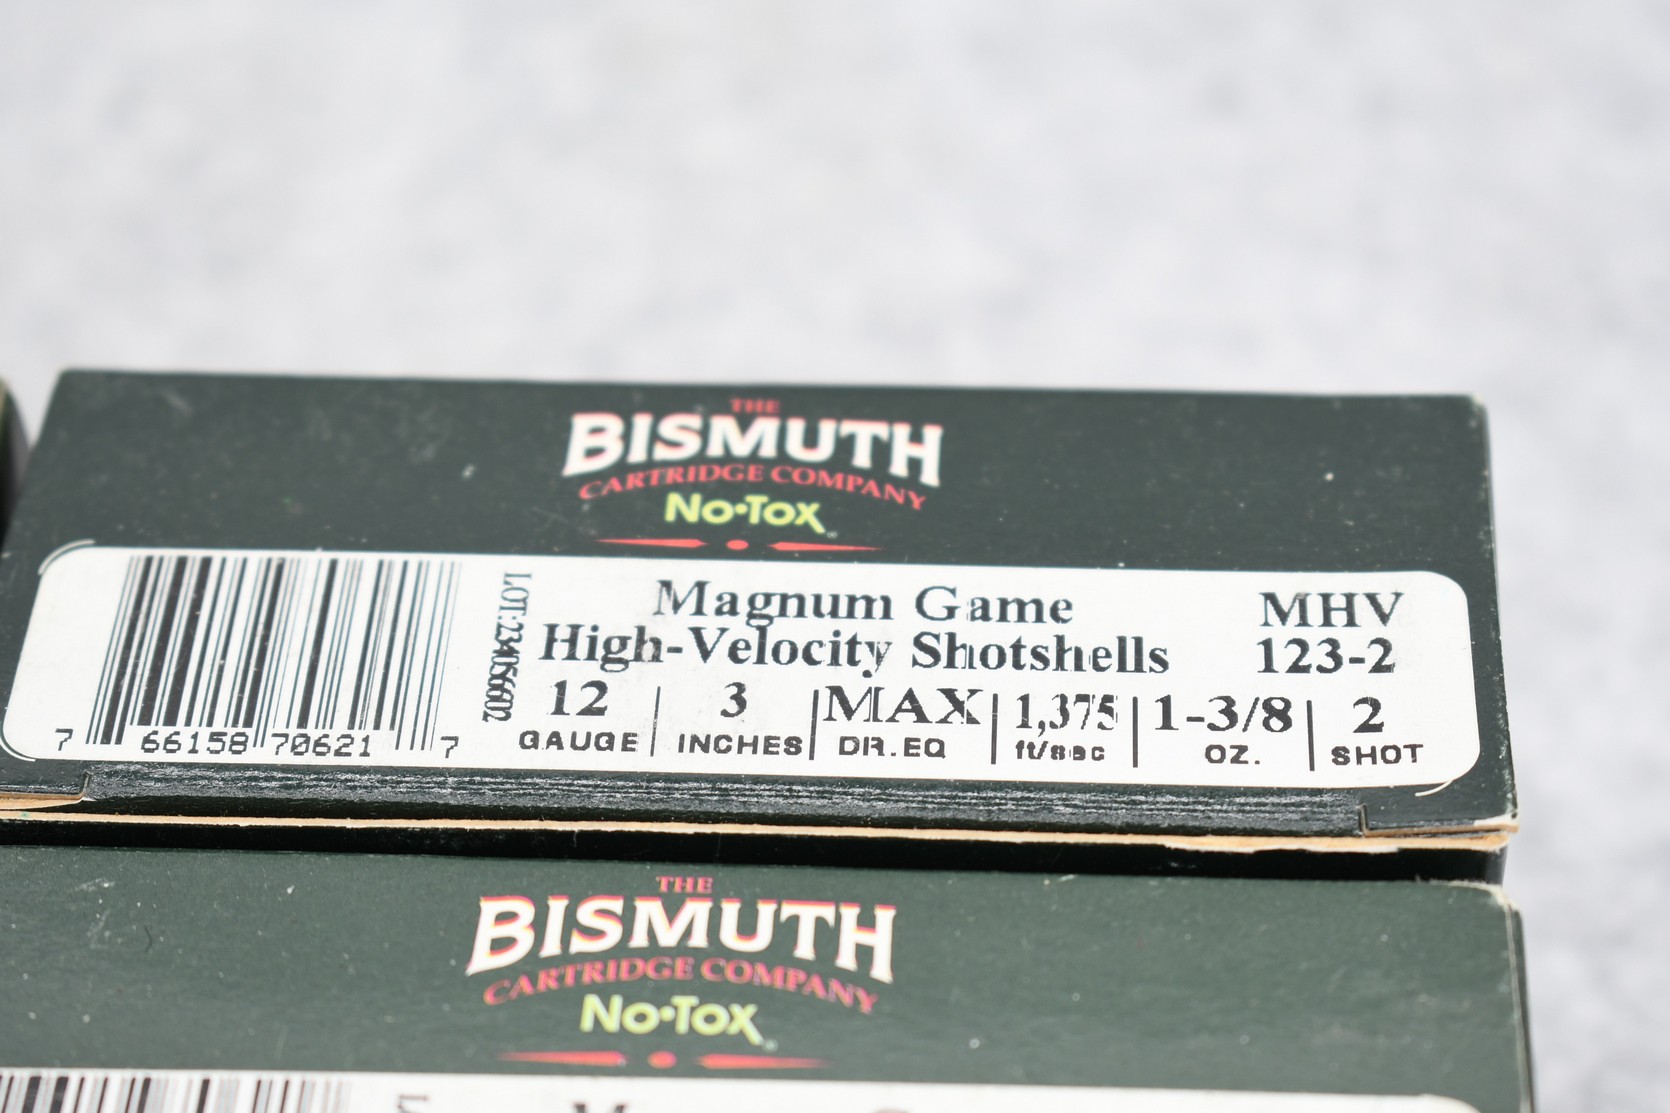 THE
BISMUTH
CARTRIDGE COMPANY
No•Tox
Magnum Game
High-Velocity Shotshells
MHV
123-2
LOT:234056602
12 GAUGE
3 INCHES
MAX DR.EQ
1,375 ft/sec
1-3/8 OZ.
2 SHOT
7 66158 70621 7
THE
BISMUTH
CARTRIDGE COMPANY
No•Tox